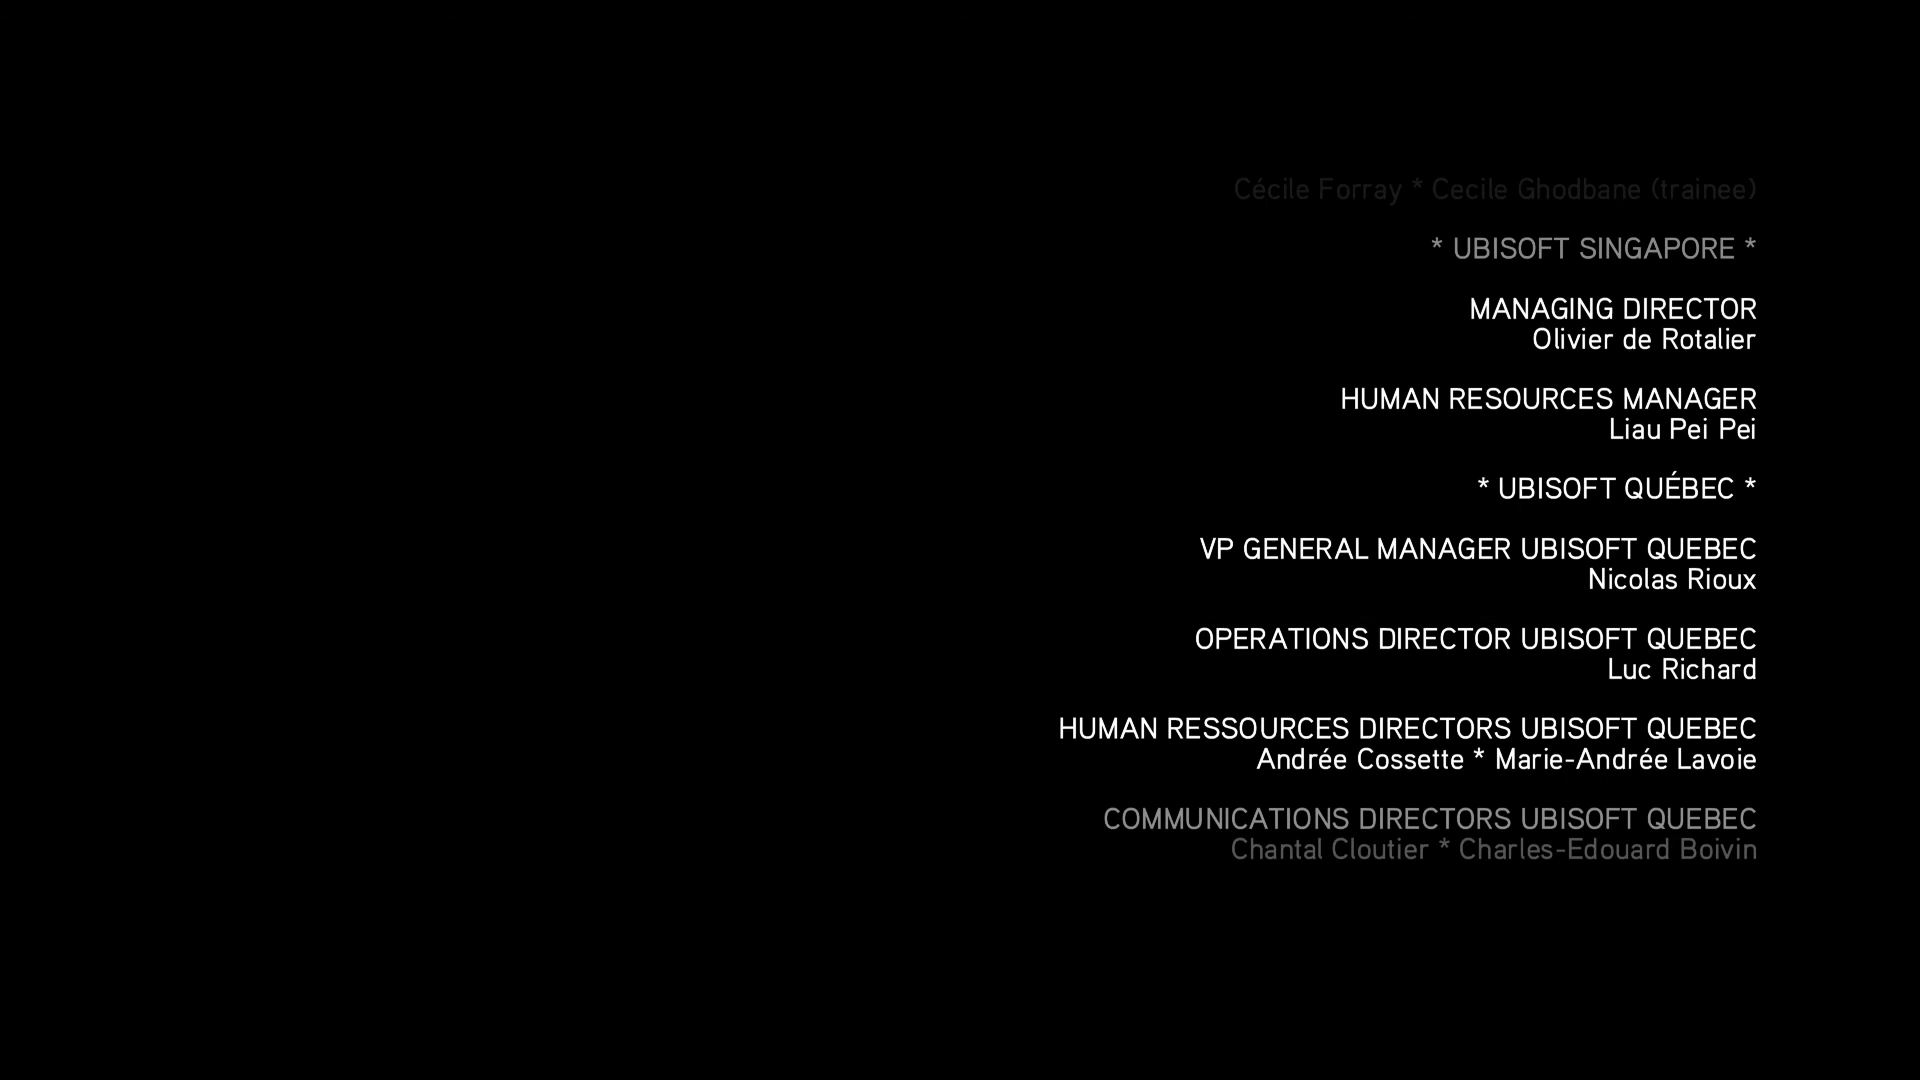 Cécile Forray * Cecile Ghodbane (trainee)
* UBISOFT SINGAPORE *
MANAGING DIRECTOR
Olivier de Rotalier
HUMAN RESOURCES MANAGER
Liau Pei Pei
* UBISOFT QUÉBEC *
VP GENERAL MANAGER UBISOFT QUEBEC
Nicolas Rioux
OPERATIONS DIRECTOR UBISOFT QUEBEC
Luc Richard
HUMAN RESSOURCES DIRECTORS UBISOFT QUEBEC
Andrée Cossette * Marie-Andrée Lavoie
COMMUNICATIONS DIRECTORS UBISOFT QUEBEC
Chantal Cloutier * Charles-Edouard Boivin